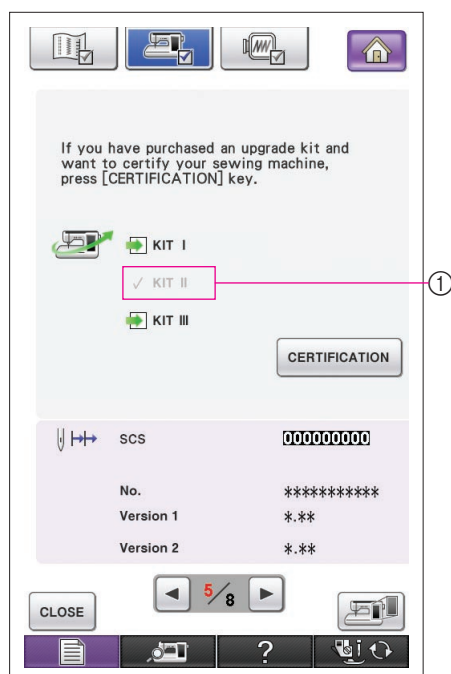 If you have purchased an upgrade kit and
want to certify your sewing machine,
press [CERTIFICATION] key.
KIT I
✓ KIT II
①
KIT III
CERTIFICATION
SCS 000000000
No. ***********
Version 1 *.**
Version 2 *.**
5/8
CLOSE
?